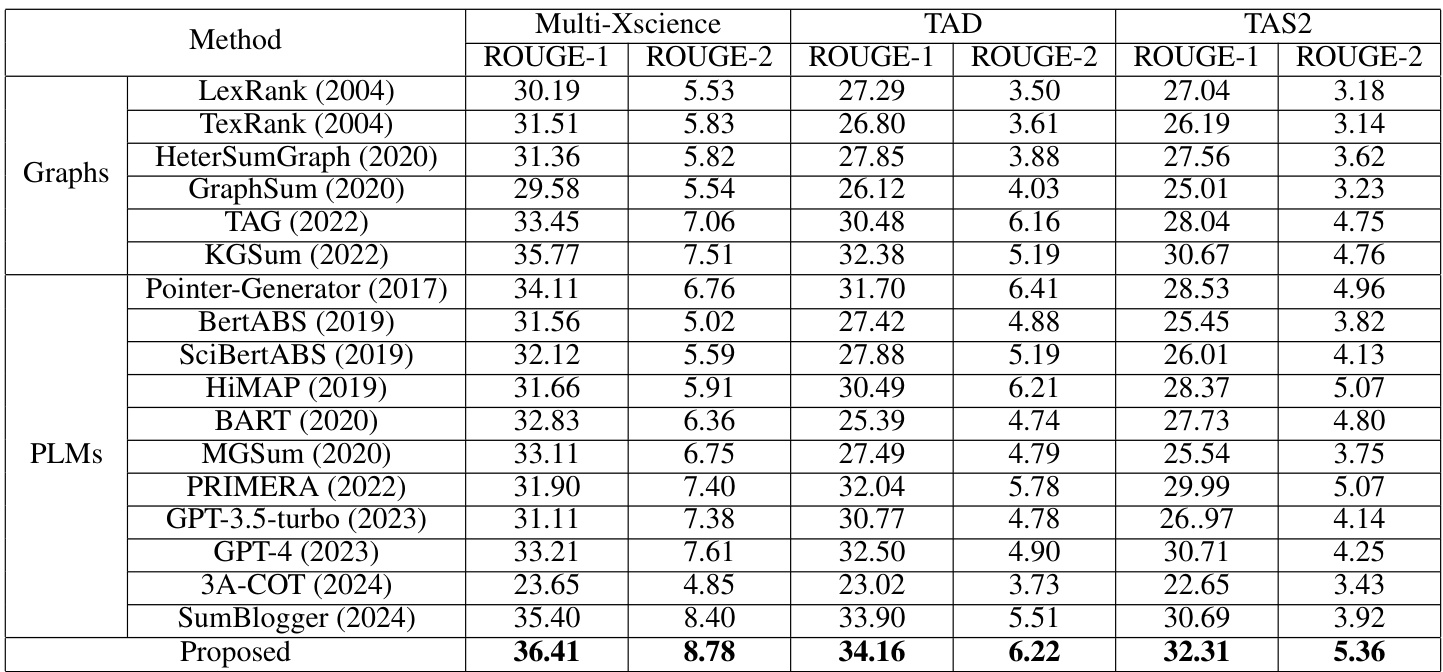 Method Multi-Xscience TAD TAS2
ROUGE-1 ROUGE-2 ROUGE-1 ROUGE-2 ROUGE-1 ROUGE-2
Graphs LexRank (2004) 30.19 5.53 27.29 3.50 27.04 3.18
TexRank (2004) 31.51 5.83 26.80 3.61 26.19 3.14
HeterSumGraph (2020) 31.36 5.82 27.85 3.88 27.56 3.62
GraphSum (2020) 29.58 5.54 26.12 4.03 25.01 3.23
TAG (2022) 33.45 7.06 30.48 6.16 28.04 4.75
KGSum (2022) 35.77 7.51 32.38 5.19 30.67 4.76
PLMs Pointer-Generator (2017) 34.11 6.76 31.70 6.41 28.53 4.96
BertABS (2019) 31.56 5.02 27.42 4.88 25.45 3.82
SciBertABS (2019) 32.12 5.59 27.88 5.19 26.01 4.13
HiMAP (2019) 31.66 5.91 30.49 6.21 28.37 5.07
BART (2020) 32.83 6.36 25.39 4.74 27.73 4.80
MGSum (2020) 33.11 6.75 27.49 4.79 25.54 3.75
PRIMERA (2022) 31.90 7.40 32.04 5.78 29.99 5.07
GPT-3.5-turbo (2023) 31.11 7.38 30.77 4.78 26..97 4.14
GPT-4 (2023) 33.21 7.61 32.50 4.90 30.71 4.25
3A-COT (2024) 23.65 4.85 23.02 3.73 22.65 3.43
SumBlogger (2024) 35.40 8.40 33.90 5.51 30.69 3.92
Proposed 36.41 8.78 34.16 6.22 32.31 5.36